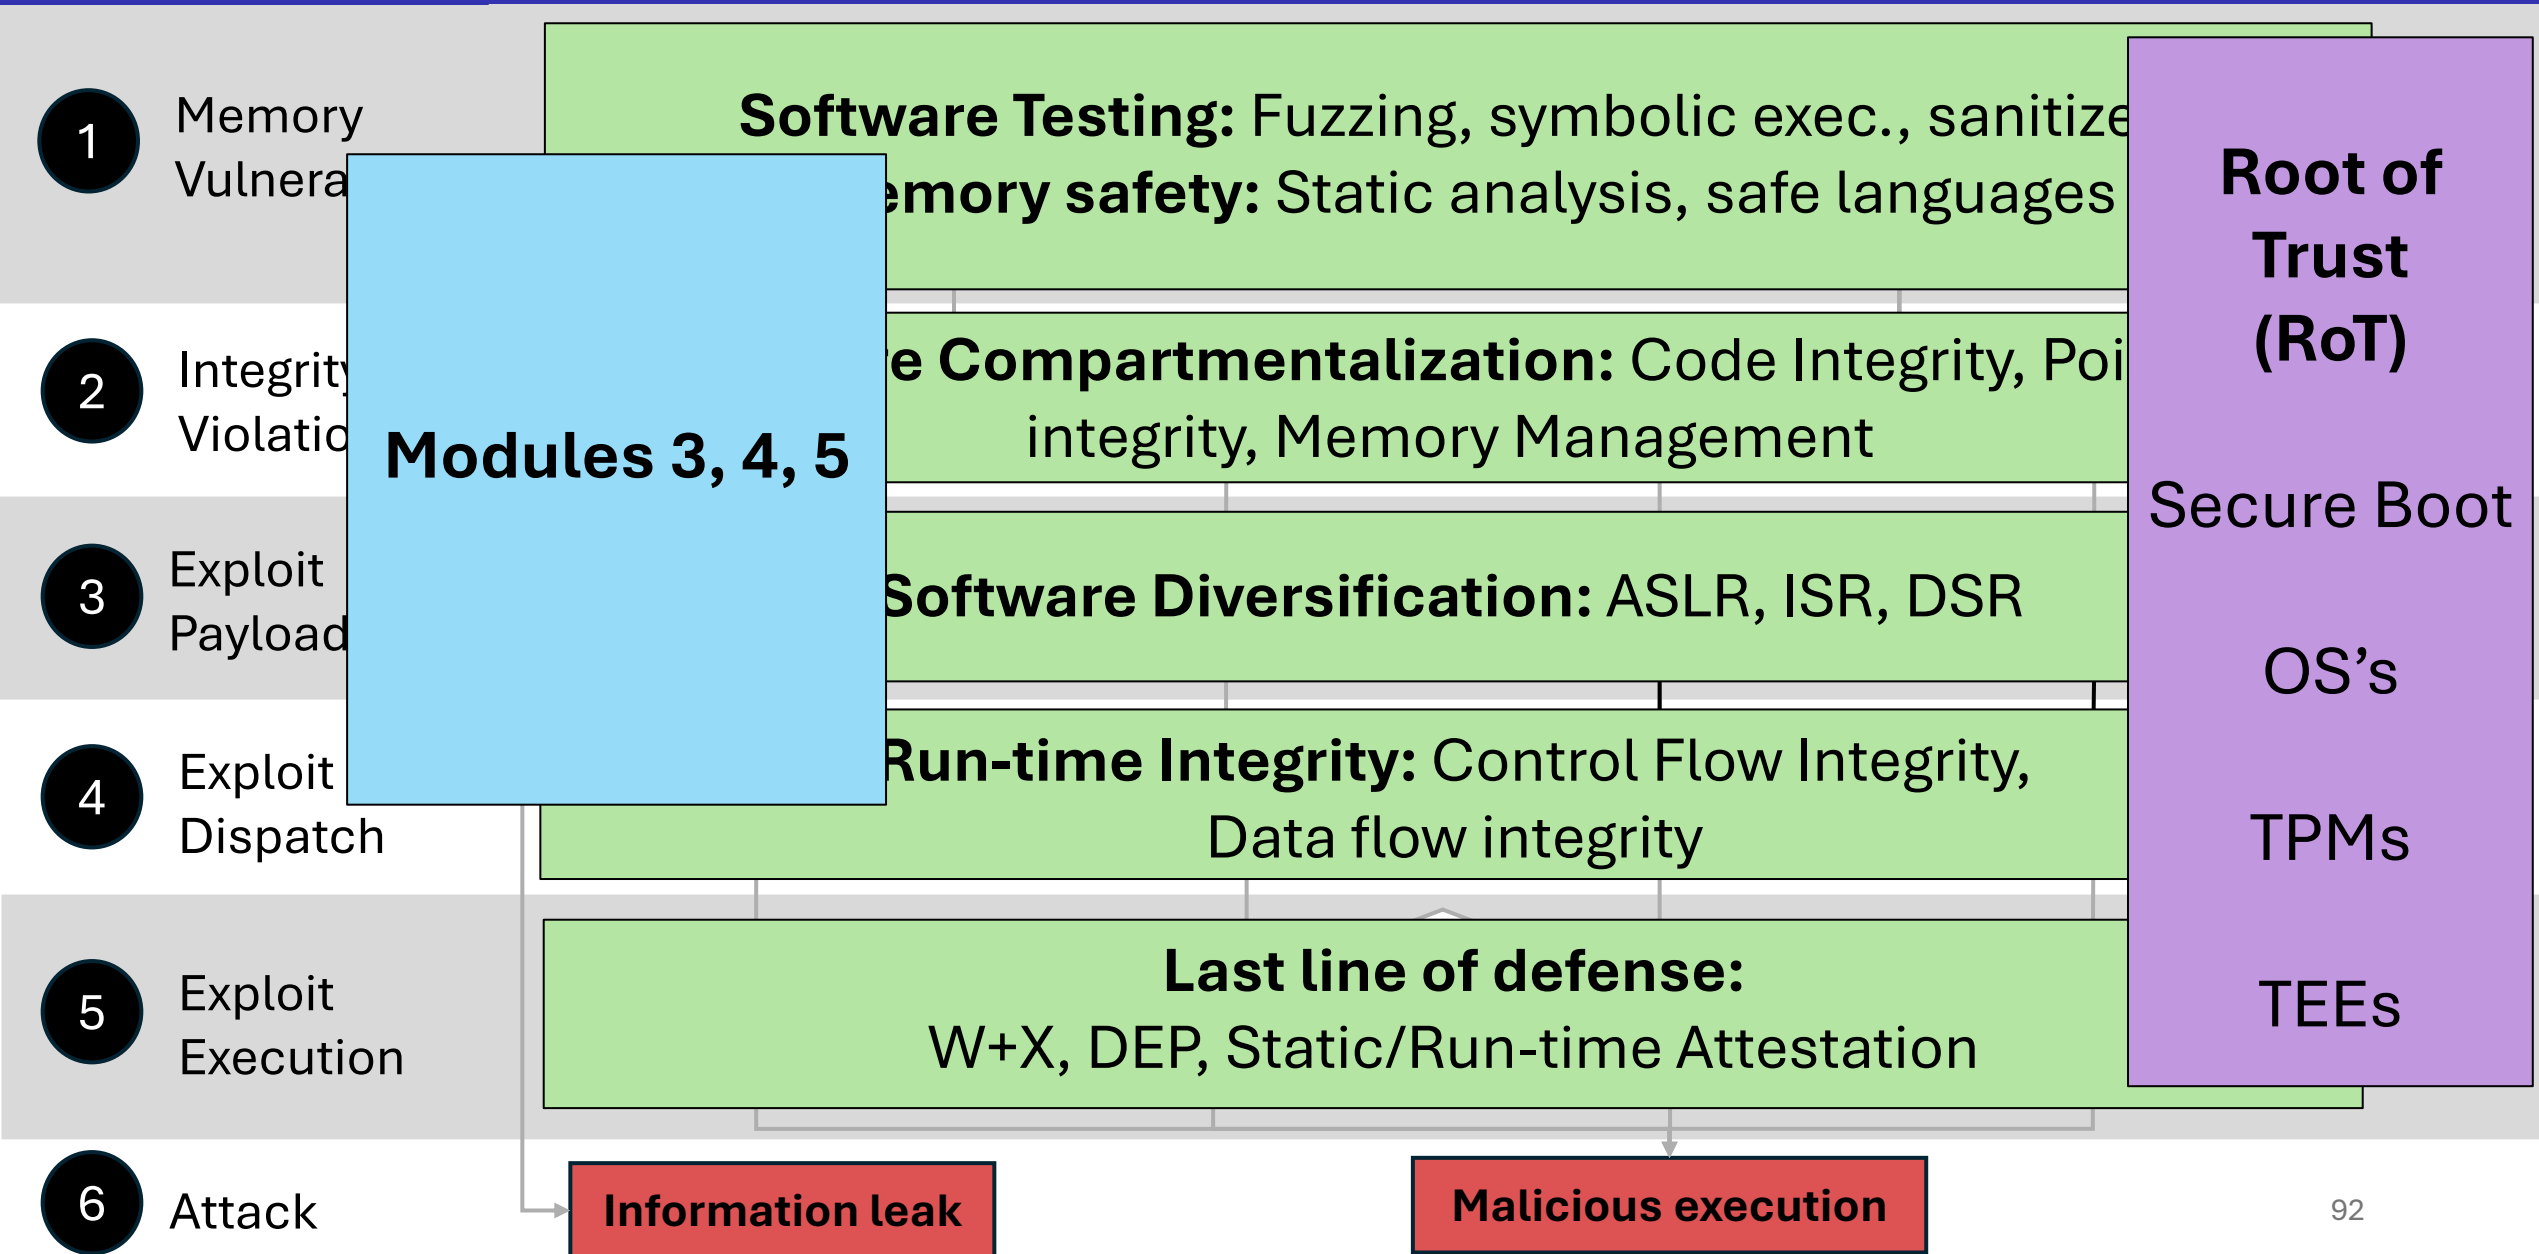 1
Memory
Vulnera
Software Testing: Fuzzing, symbolic exec., sanitize
emory safety: Static analysis, safe languages
2
Integrity
Violatio
e Compartmentalization: Code Integrity, Poi
integrity, Memory Management
3
Exploit
Payload
Software Diversification: ASLR, ISR, DSR
4
Exploit
Dispatch
Run-time Integrity: Control Flow Integrity,
Data flow integrity
5
Exploit
Execution
Last line of defense:
W+X, DEP, Static/Run-time Attestation
6
Attack
Information leak
Malicious execution
Modules 3, 4, 5
Root of
Trust
(RoT)
Secure Boot
OS’s
TPMs
TEEs
92